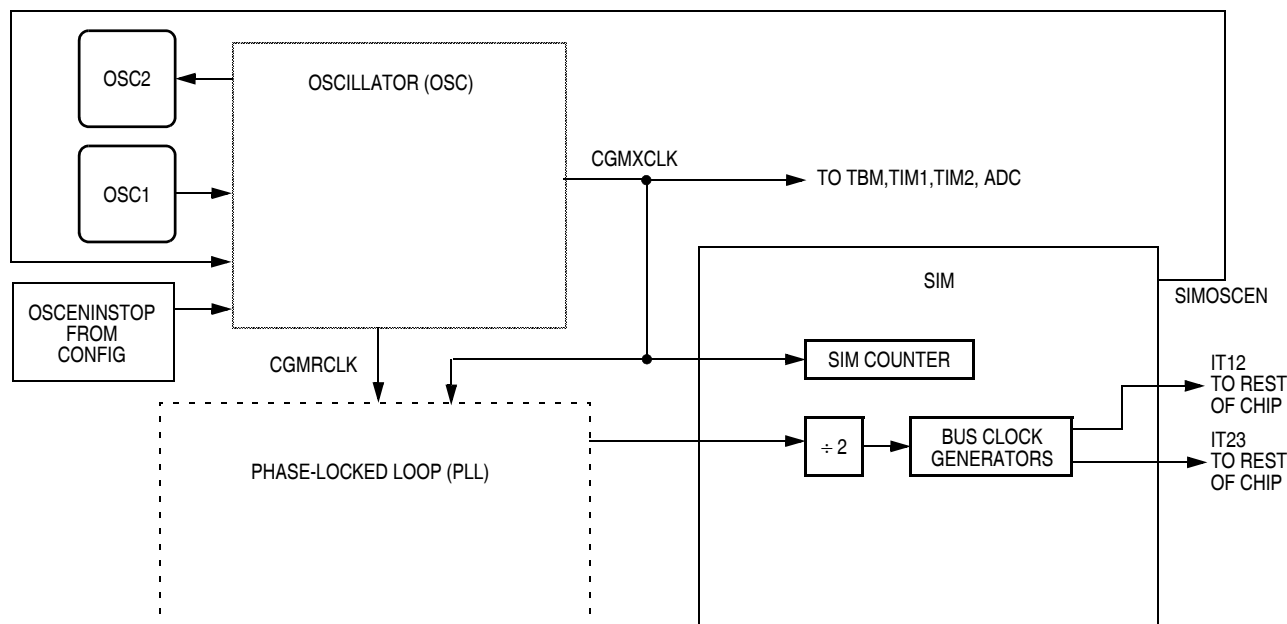 OSC2
OSCILLATOR (OSC)
CGMXCLK
OSC1
TO TBM,TIM1,TIM2, ADC
OSCENINSTOP
FROM
CONFIG
SIM
SIMOSCEN
CGMRCLK
SIM COUNTER
IT12
TO REST
OF CHIP
PHASE-LOCKED LOOP (PLL)
÷ 2
BUS CLOCK
GENERATORS
IT23
TO REST
OF CHIP